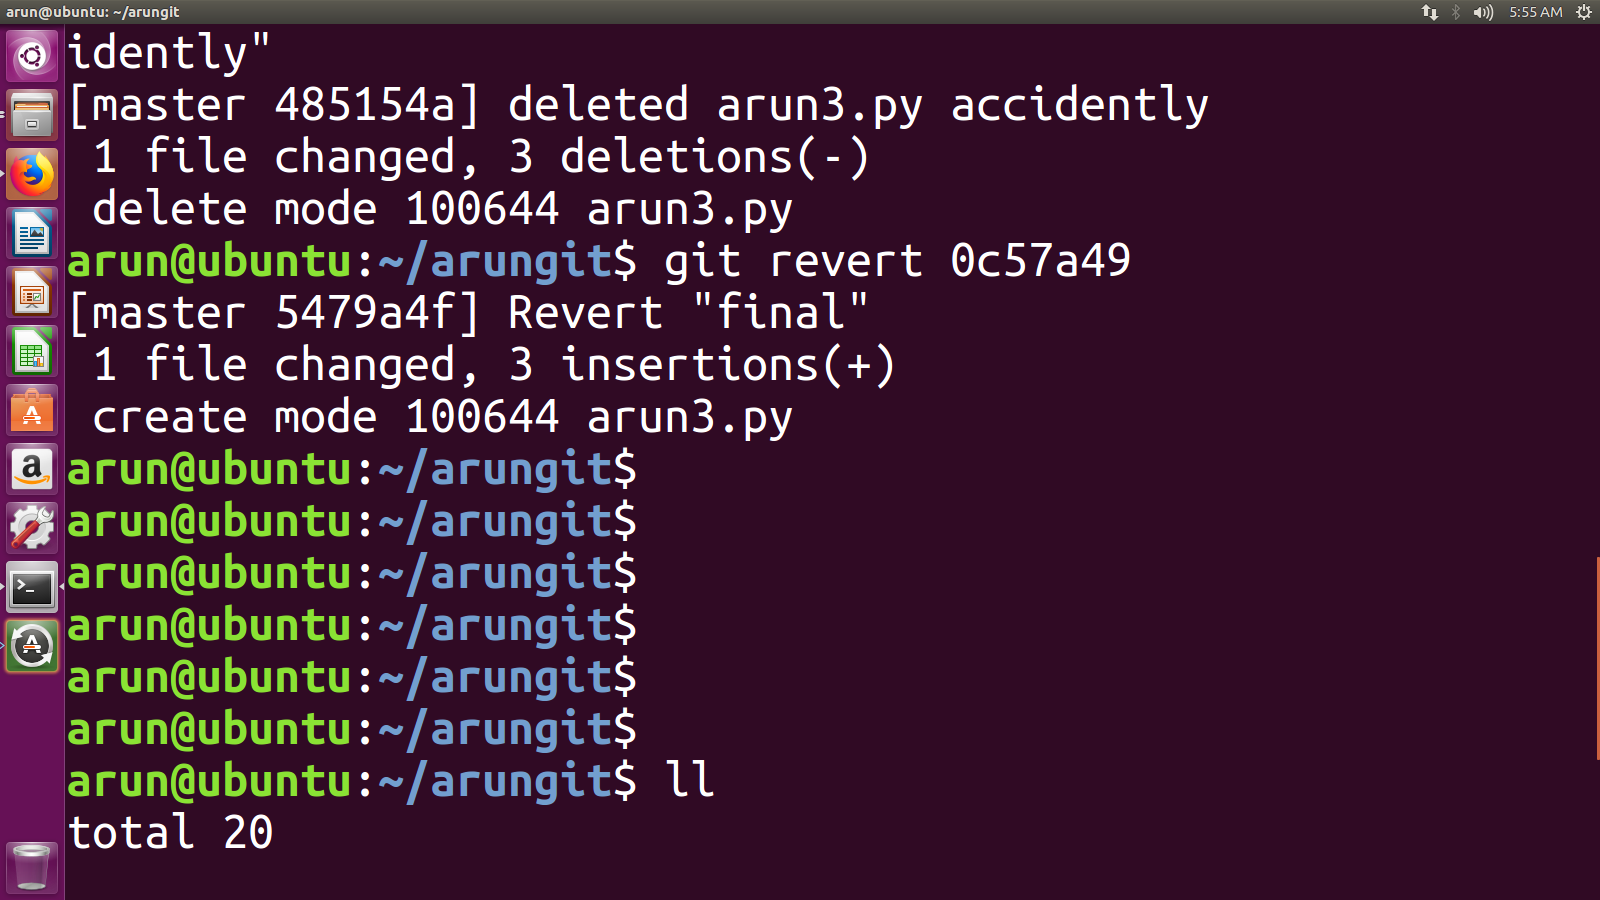 arun@ubuntu: ~/arungit
5:55 AM
idently"
[master 485154a] deleted arun3.py accidently
 1 file changed, 3 deletions(-)
 delete mode 100644 arun3.py
arun@ubuntu:~/arungit$ git revert 0c57a49
[master 5479a4f] Revert "final"
 1 file changed, 3 insertions(+)
 create mode 100644 arun3.py
arun@ubuntu:~/arungit$
arun@ubuntu:~/arungit$
arun@ubuntu:~/arungit$
arun@ubuntu:~/arungit$
arun@ubuntu:~/arungit$
arun@ubuntu:~/arungit$
arun@ubuntu:~/arungit$ ll
total 20